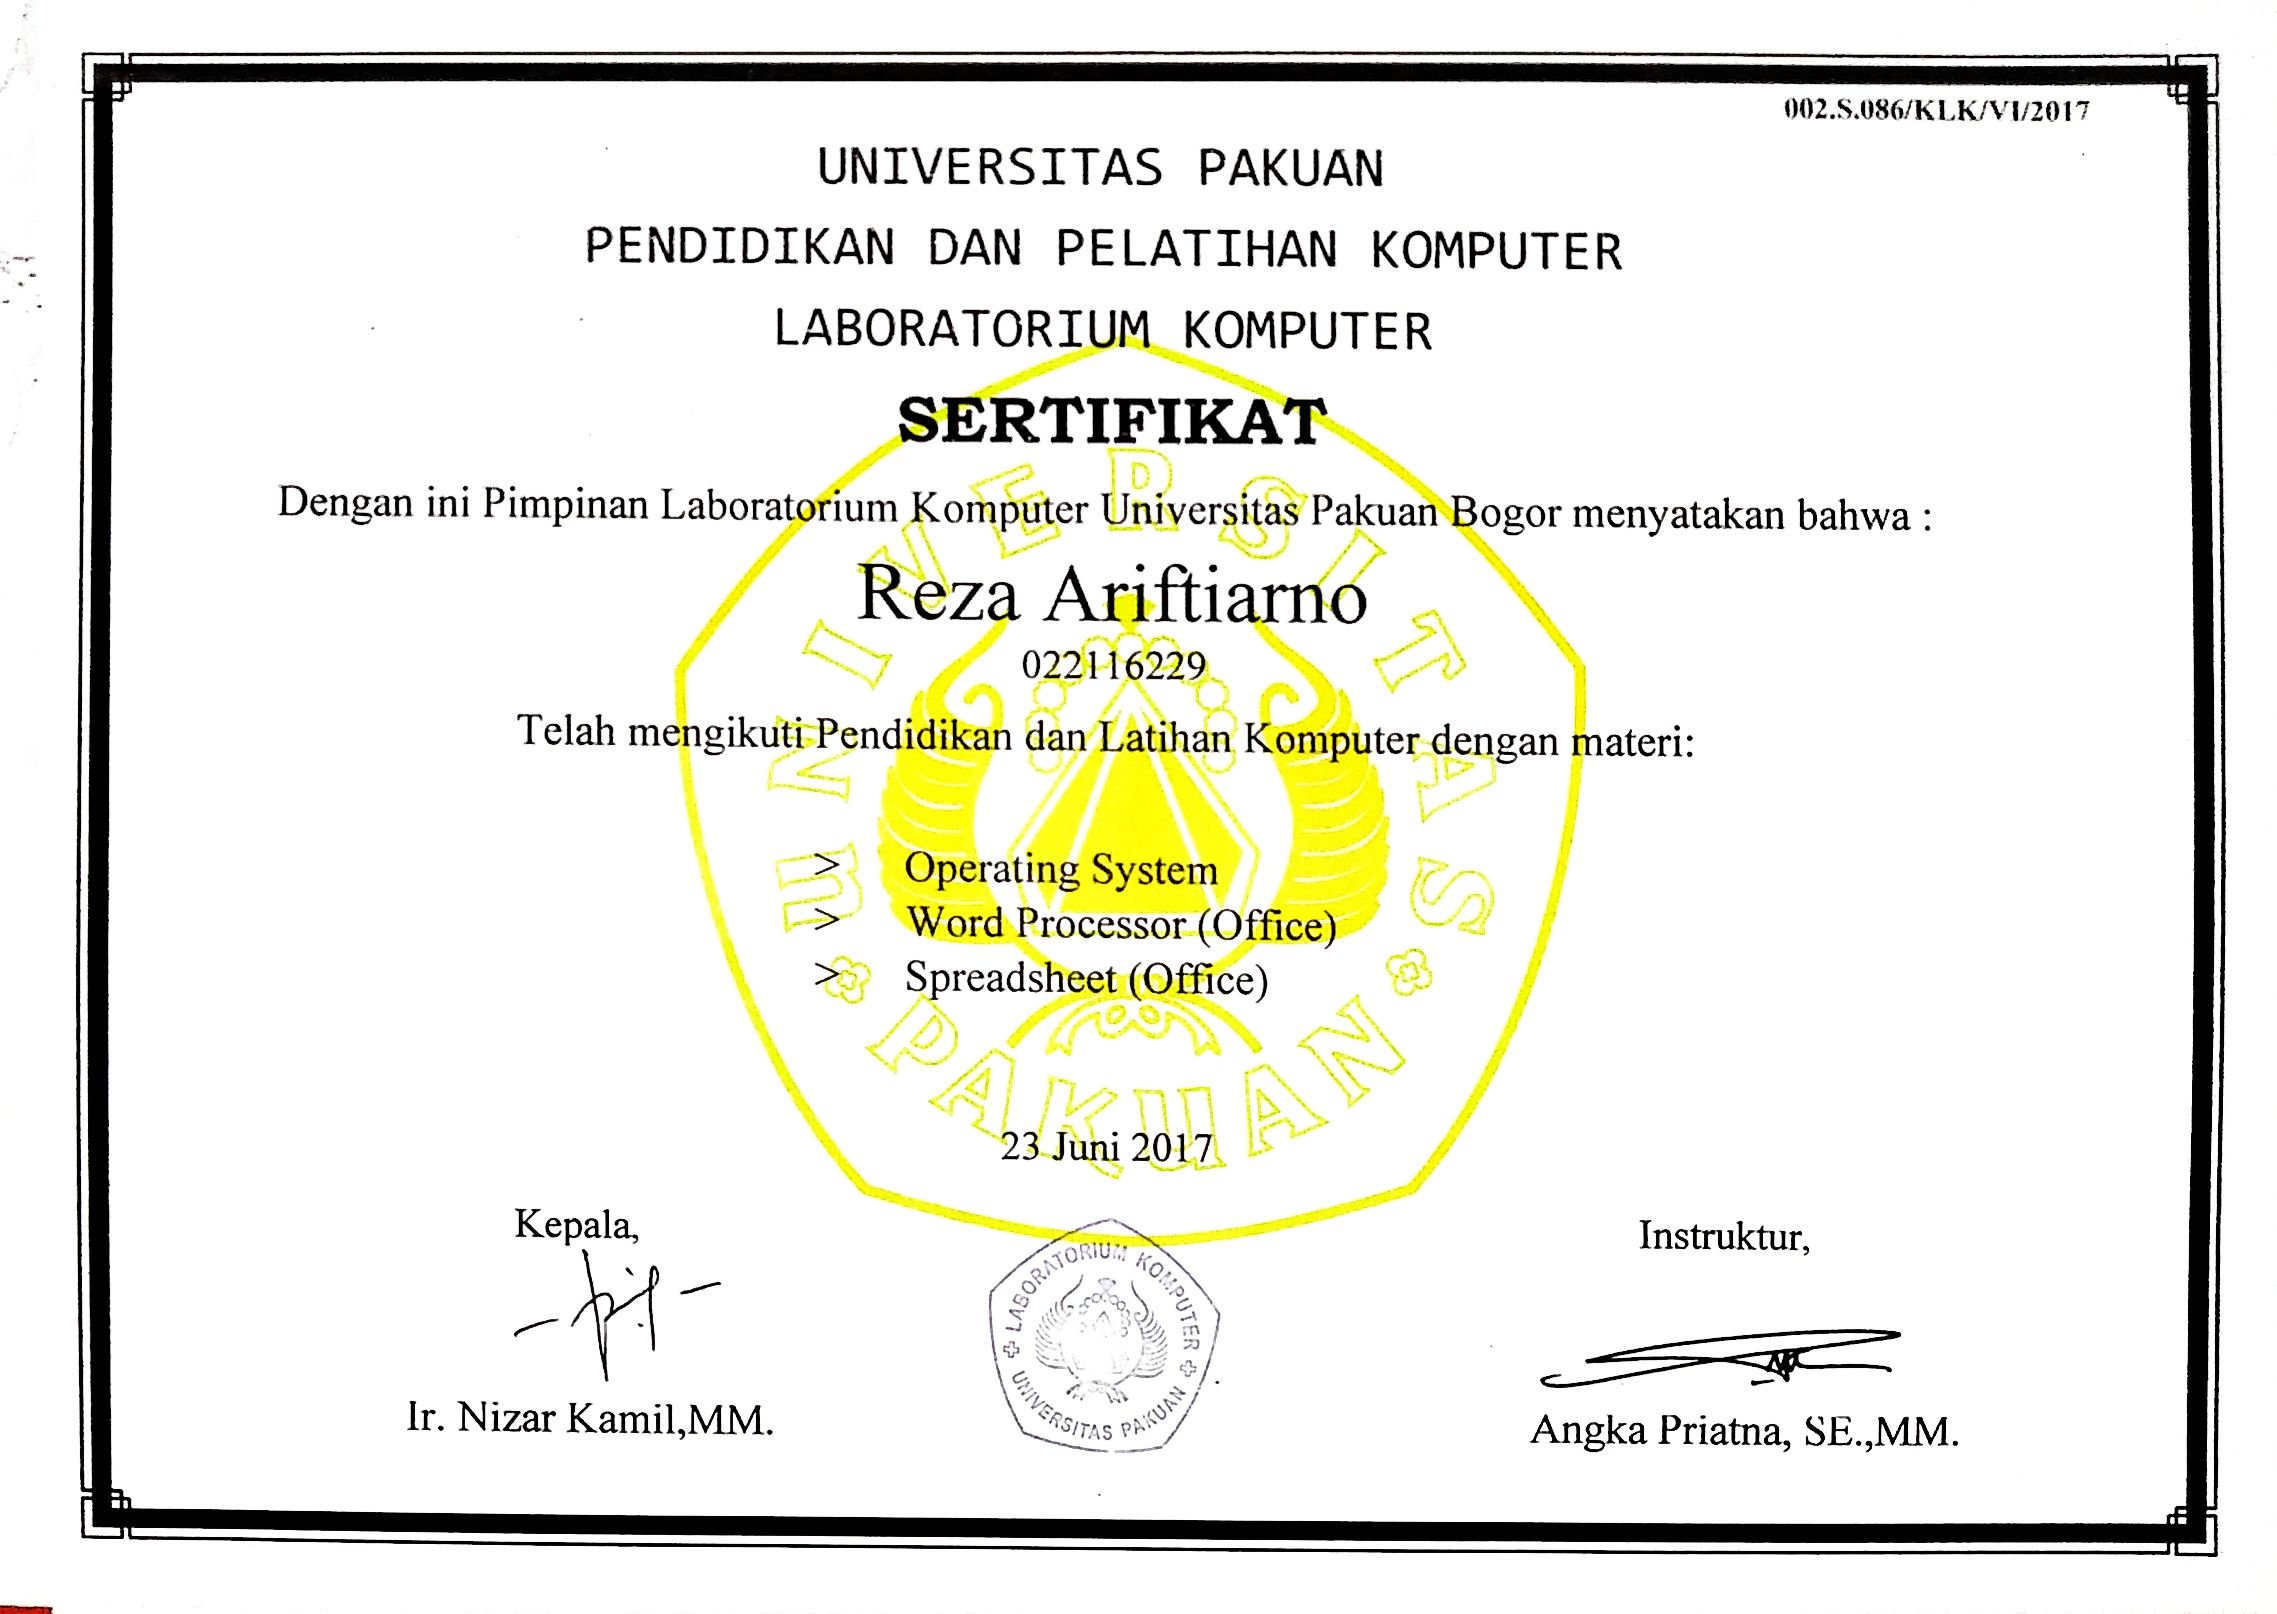 002.S.086/KLK/VI/2017
UNIVERSITAS PAKUAN
PENDIDIKAN DAN PELATIHAN KOMPUTER
LABORATORIUM KOMPUTER
SERTIFIKAT
Dengan ini Pimpinan Laboratorium Komputer Universitas Pakuan Bogor menyatakan bahwa :
Reza Ariftiarno
022116229
Telah mengikuti Pendidikan dan Latihan Komputer dengan materi:
> Operating System
> Word Processor (Office)
> Spreadsheet (Office)
UNIVERSITAS
PAKUAN
23 Juni 2017
Kepala,
Instruktur,
LABORATORIUM KOMPUTER
UNIVERSITAS PAKUAN
Ir. Nizar Kamil,MM.
Angka Priatna, SE.,MM.